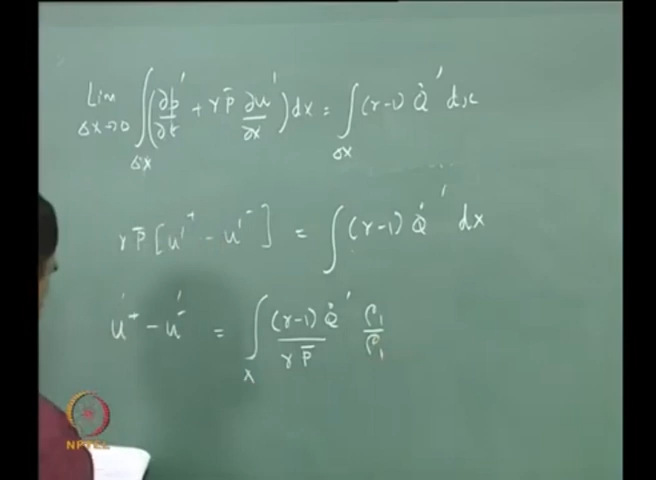 Lim Δx→0 ∫Δx (∂p′/∂t + γp̄ ∂u′/∂x) dx = ∫Δx (γ-1) Q̇′ dx
γp̄ [u′⁺ - u′⁻] = ∫ (γ-1) Q̇′ dx
u′⁺ - u′⁻ = ∫x (γ-1) Q̇′ / γp̄ ρ₁/ρ₁
NPTEL